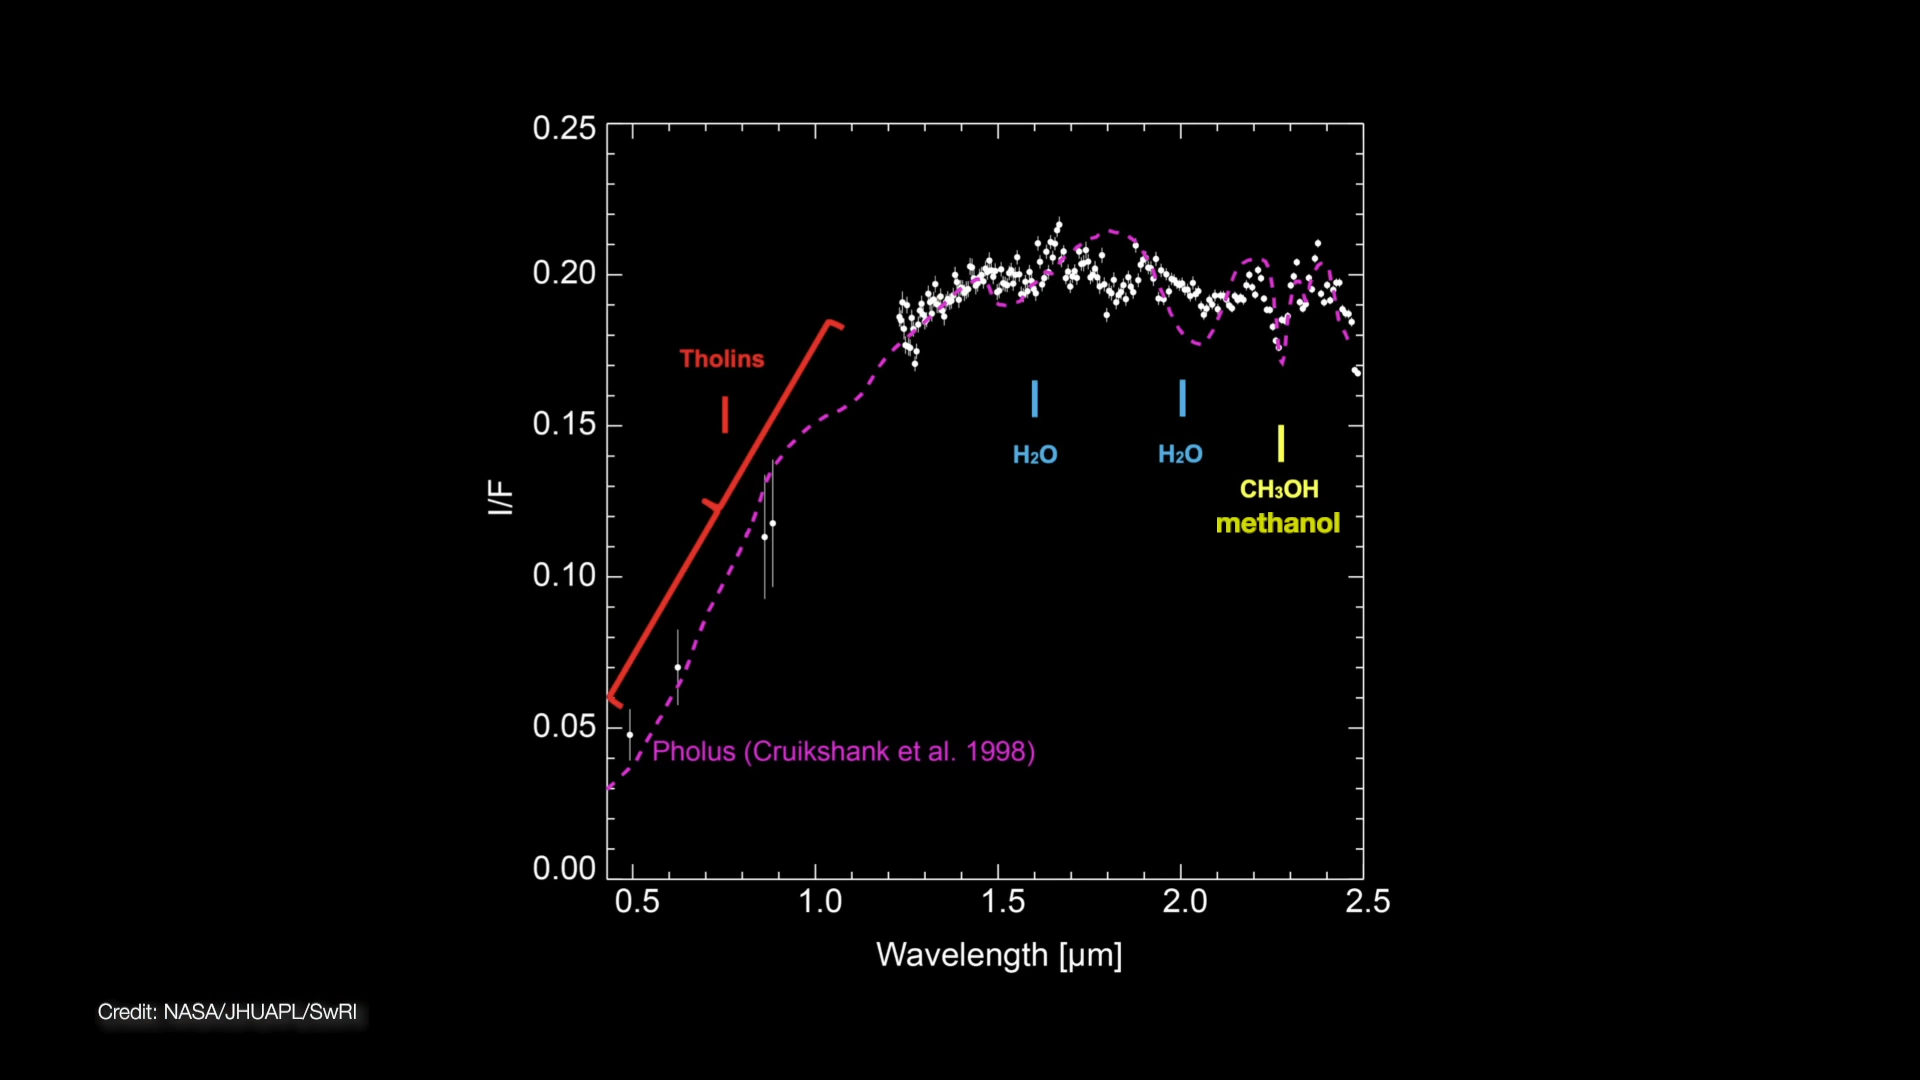 0.25
0.20
0.15
0.10
0.05
0.00
I/F
Tholins
H₂O
H₂O
CH₃OH
methanol
Pholus (Cruikshank et al. 1998)
0.5 1.0 1.5 2.0 2.5
Wavelength [µm]
Credit: NASA/JHUAPL/SwRI